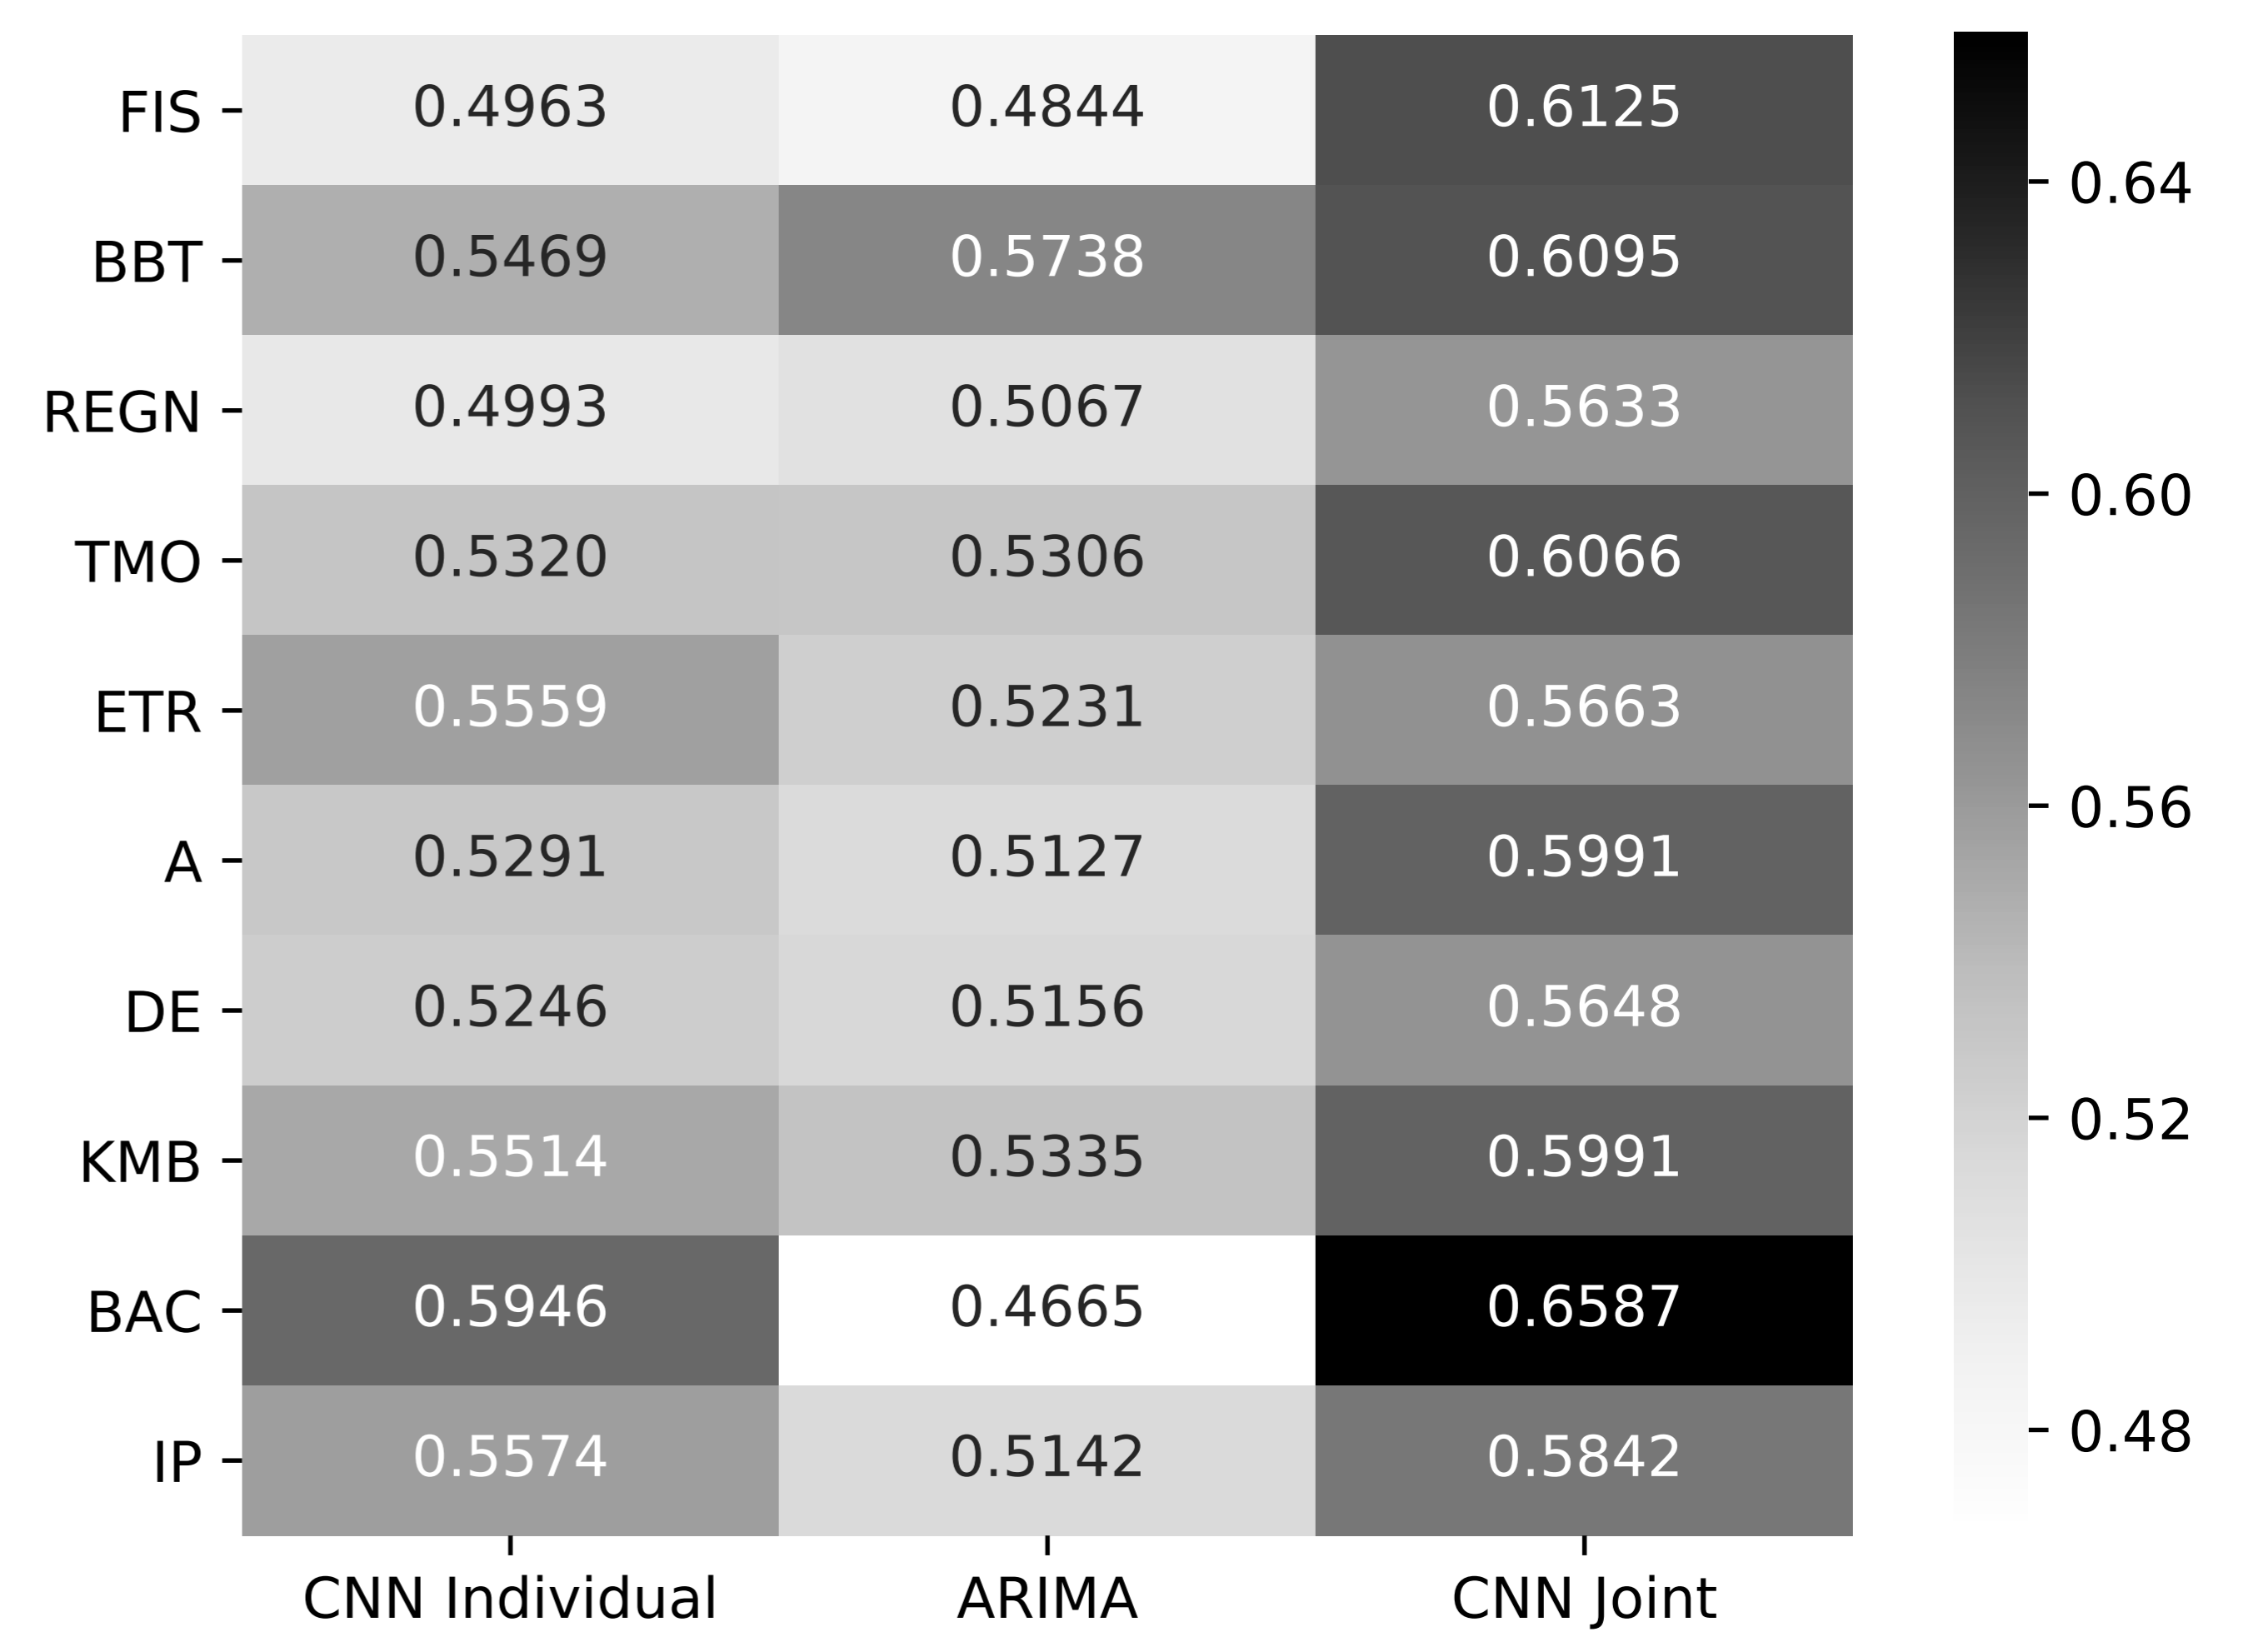 FIS 0.4963 0.4844 0.6125
BBT 0.5469 0.5738 0.6095
REGN 0.4993 0.5067 0.5633
TMO 0.5320 0.5306 0.6066
ETR 0.5559 0.5231 0.5663
A 0.5291 0.5127 0.5991
DE 0.5246 0.5156 0.5648
KMB 0.5514 0.5335 0.5991
BAC 0.5946 0.4665 0.6587
IP 0.5574 0.5142 0.5842
CNN Individual ARIMA CNN Joint
0.64
0.60
0.56
0.52
0.48